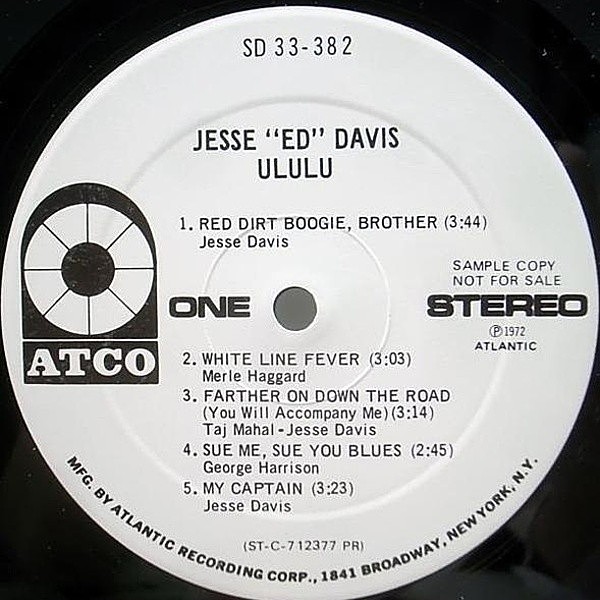 SD 33-382
JESSE "ED" DAVIS
ULULU
1. RED DIRT BOOGIE, BROTHER (3:44)
Jesse Davis
SAMPLE COPY
NOT FOR SALE
ONE
STEREO
Ⓟ1972
ATLANTIC
ATCO
2. WHITE LINE FEVER (3:03)
Merle Haggard
3. FARTHER ON DOWN THE ROAD
(You Will Accompany Me) (3:14)
Taj Mahal - Jesse Davis
4. SUE ME, SUE YOU BLUES (2:45)
George Harrison
5. MY CAPTAIN (3:23)
Jesse Davis
(ST-C-712377 PR)
MFG. BY ATLANTIC RECORDING CORP., 1841 BROADWAY, NEW YORK, N.Y.